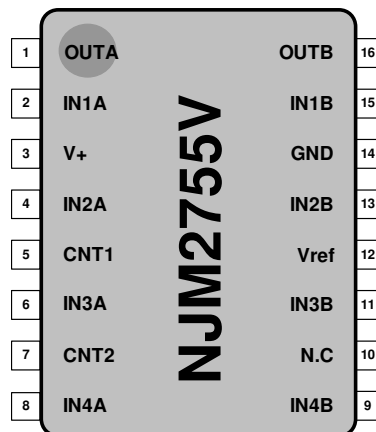 1 OUTA OUTB 16
2 IN1A IN1B 15
3 V+ GND 14
4 IN2A IN2B 13
5 CNT1 Vref 12
6 IN3A IN3B 11
7 CNT2 N.C 10
8 IN4A IN4B 9
NJM2755V